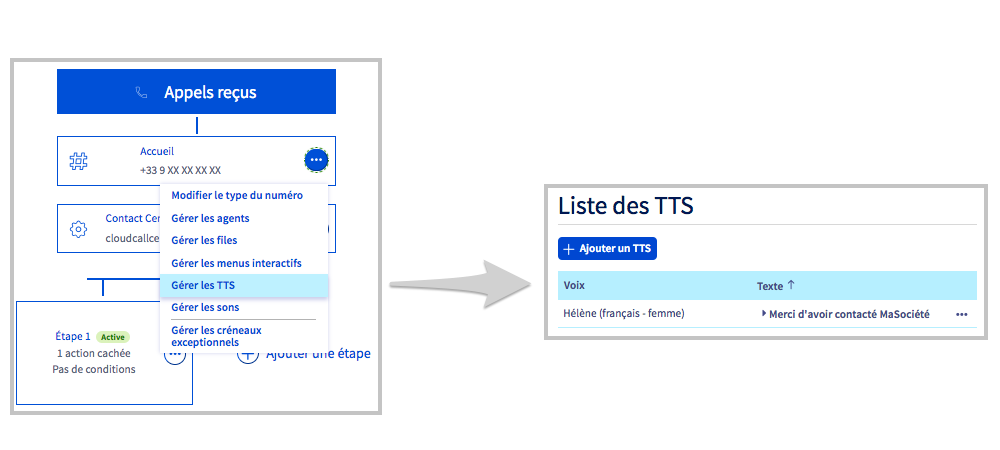 Appels reçus
Accueil
+33 9 XX XX XX XX
Modifier le type du numéro
Gérer les agents
Gérer les files
Gérer les menus interactifs
Gérer les TTS
Gérer les sons
Gérer les créneaux
exceptionnels
Contact Cen
cloudcallce
Étape 1 Active
1 action cachée
Pas de conditions
Ajouter une étape
Liste des TTS
Ajouter un TTS
Voix Texte
Hélène (français - femme) Merci d'avoir contacté MaSociété